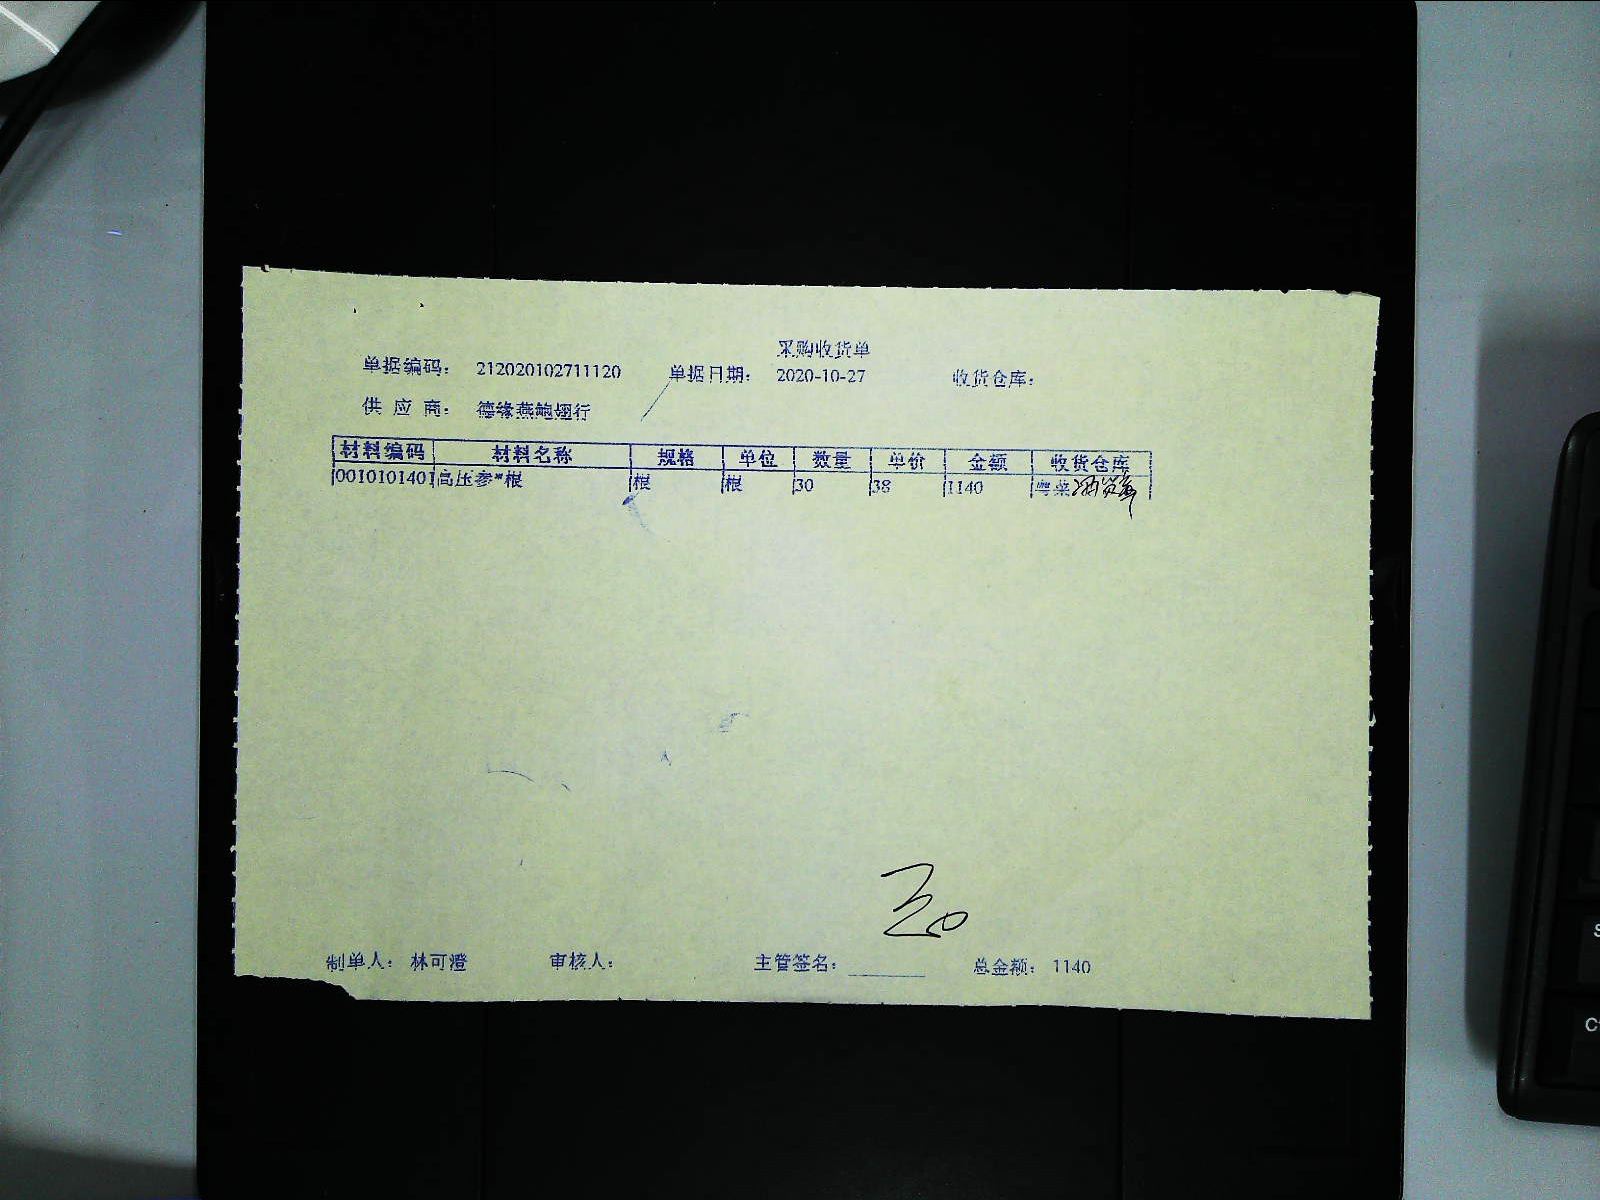 采购收货单
单据编码： 212020102711120 单据日期： 2020-10-27 收货仓库：
供 应 商： 德缘燕鲍翅行
材料编码 材料名称 规格 单位 数量 单价 金额 收货仓库
0010101401 高压参*根 根 根 30 38 1140 粤菜
制单人： 林可澄 审核人： 主管签名： 总金额： 1140